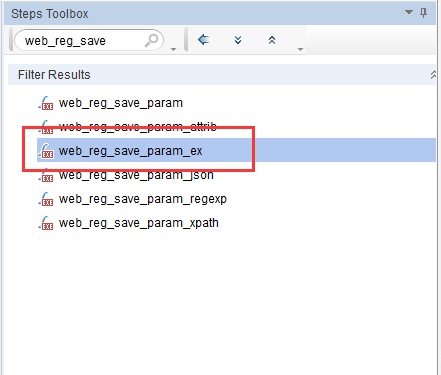 Steps Toolbox
web_reg_save
Filter Results
web_reg_save_param
web_reg_save_param_attrib
web_reg_save_param_ex
web_reg_save_param_json
web_reg_save_param_regexp
web_reg_save_param_xpath